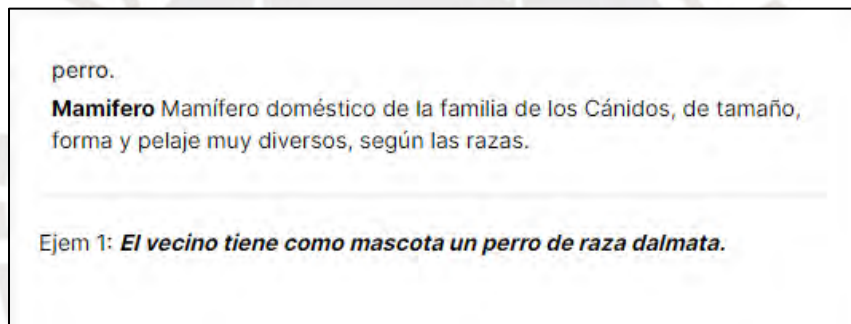 perro.
Mamifero Mamífero doméstico de la familia de los Cánidos, de tamaño,
forma y pelaje muy diversos, según las razas.
Ejem 1: El vecino tiene como mascota un perro de raza dalmata.